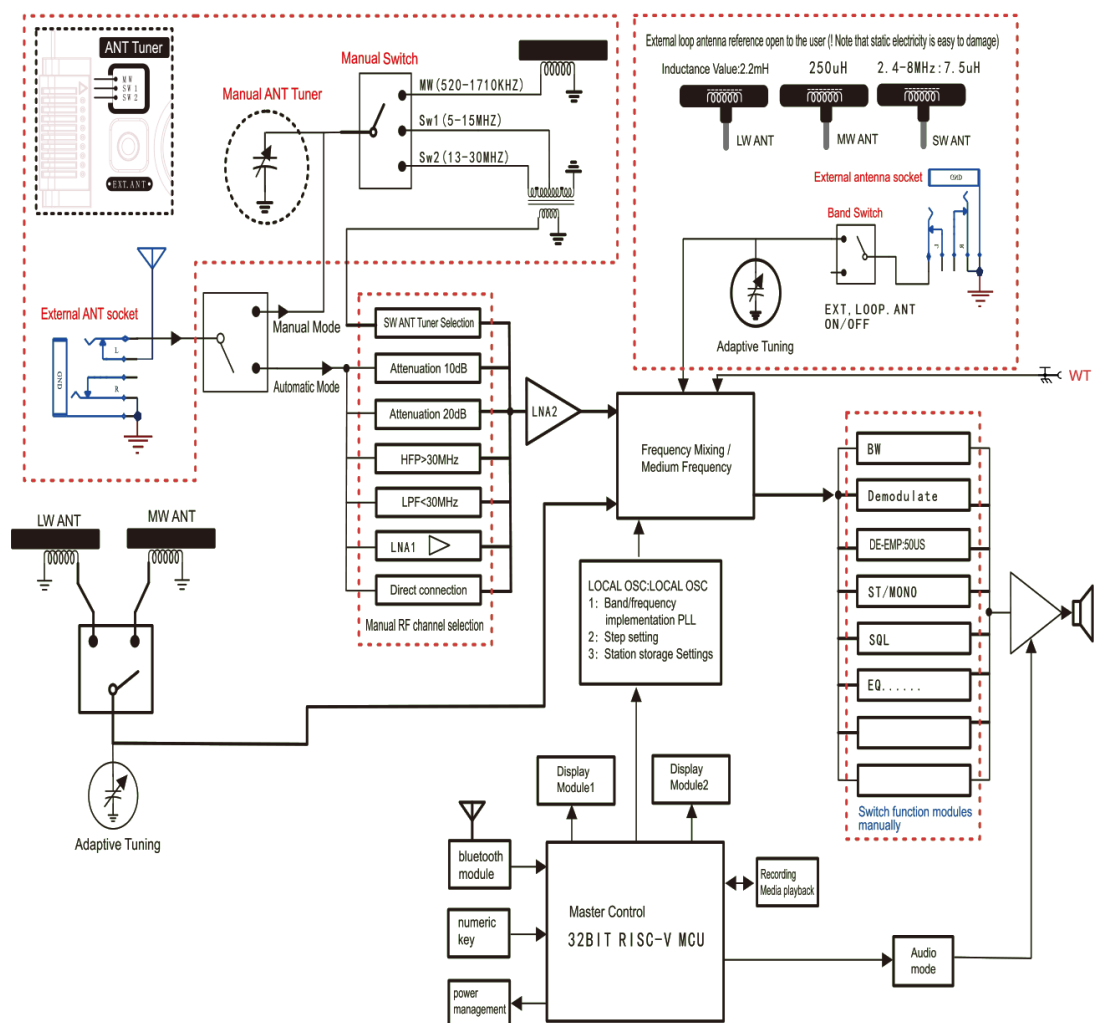 ANT Tuner
MW
SW1
SW2
EXT.ANT
Manual ANT Tuner
Manual Switch
MW(520-1710KHZ)
Sw1(5-15MHZ)
Sw2(13-30MHZ)
External loop antenna reference open to the user (! Note that static electricity is easy to damage)
Inductance Value:2.2mH
250uH
2.4-8MHz:7.5uH
LW ANT
MW ANT
SW ANT
External antenna socket
GND
L
R
Band Switch
EXT,LOOP.ANT
ON/OFF
Adaptive Tuning
WT
External ANT socket
L
GND
R
Manual Mode
Automatic Mode
SW ANT Tuner Selection
Attenuation 10dB
Attenuation 20dB
HFP>30MHz
LPF<30MHz
LNA1
Direct connection
Manual RF channel selection
LNA2
Frequency Mixing /
Medium Frequency
BW
Demodulate
DE-EMP:50US
ST/MONO
SQL
EQ......
Switch function modules
manually
LW ANT
MW ANT
Adaptive Tuning
LOCAL OSC:LOCAL OSC
1: Band/frequency
implementation PLL
2: Step setting
3: Station storage Settings
Display
Module1
Display
Module2
bluetooth
module
numeric
key
power
management
Master Control
32BIT RISC-V MCU
Recording
Media playback
Audio
mode